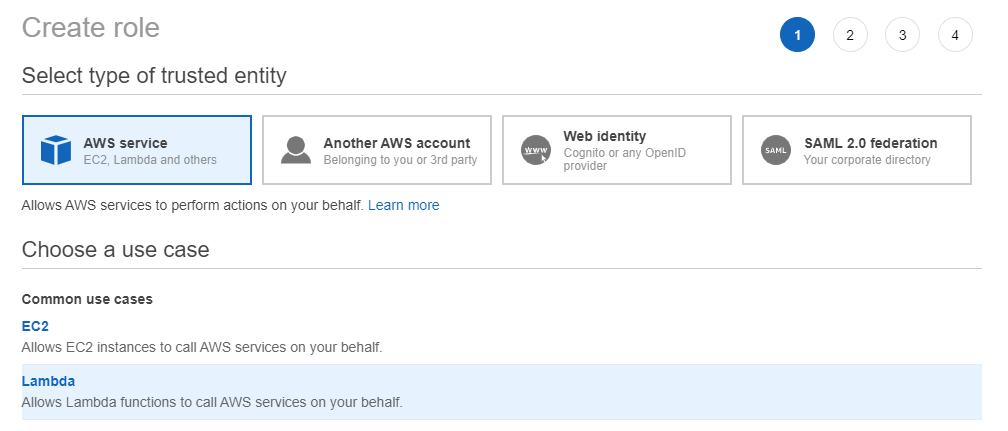 Create role
1 2 3 4
Select type of trusted entity
AWS service
EC2, Lambda and others
Another AWS account
Belonging to you or 3rd party
www
Web identity
Cognito or any OpenID
provider
SAML
SAML 2.0 federation
Your corporate directory
Allows AWS services to perform actions on your behalf. Learn more
Choose a use case
Common use cases
EC2
Allows EC2 instances to call AWS services on your behalf.
Lambda
Allows Lambda functions to call AWS services on your behalf.